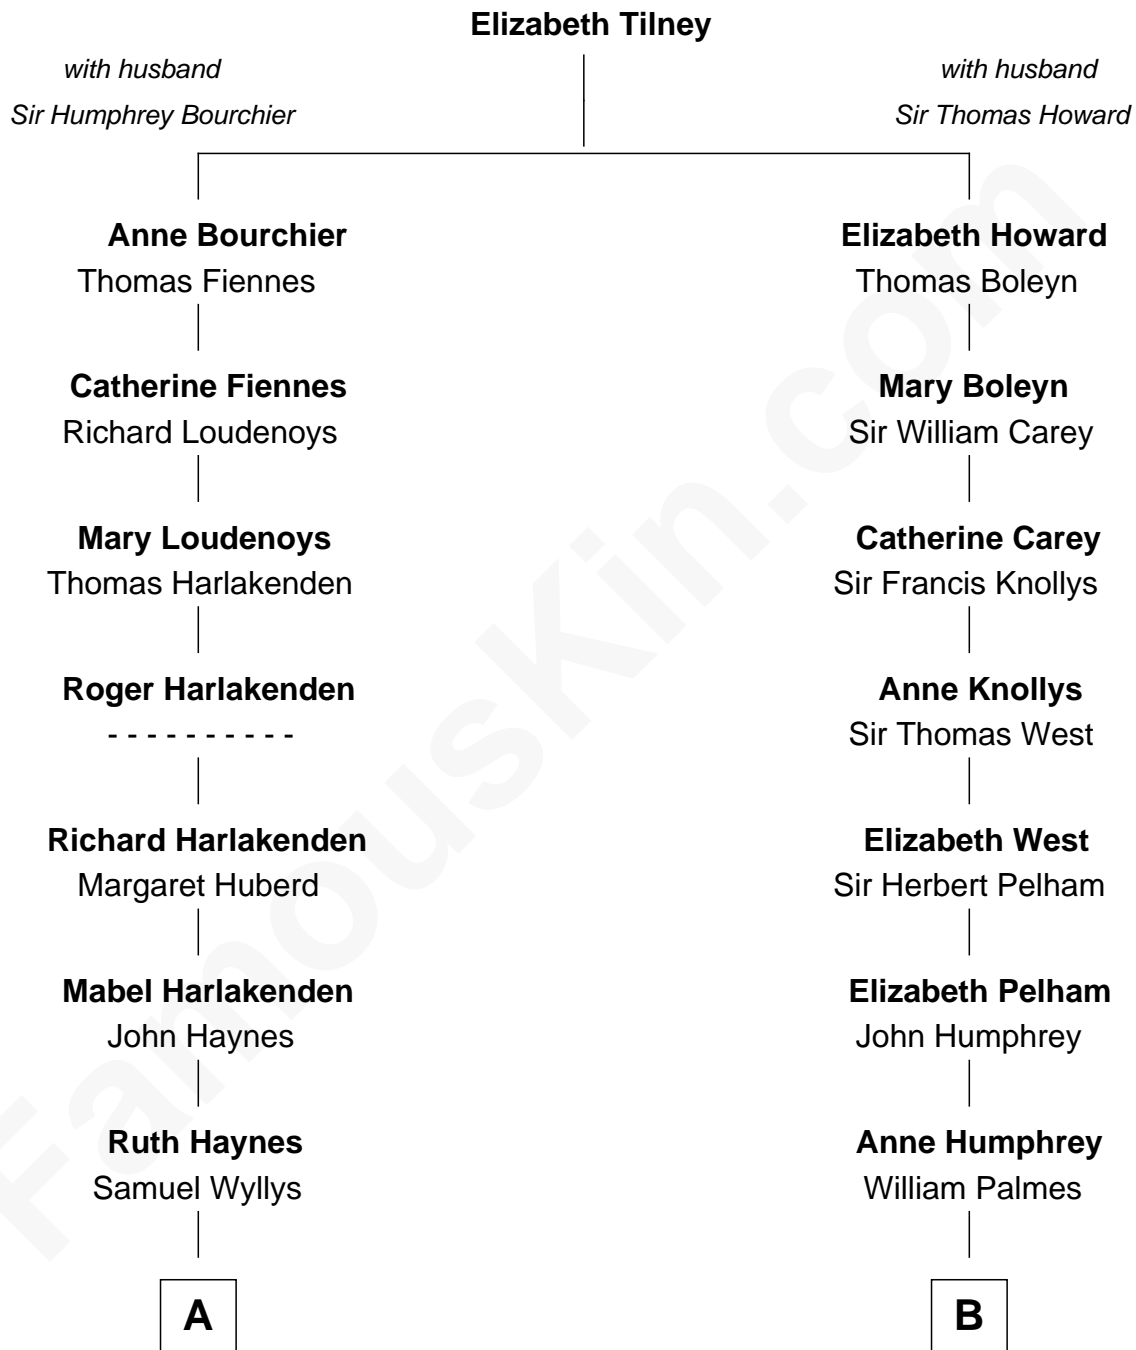 Elizabeth Tilney
with husband
Sir Humphrey Bourchier
with husband
Sir Thomas Howard
Anne Bourchier
Thomas Fiennes
Elizabeth Howard
Thomas Boleyn
Catherine Fiennes
Richard Loudenoys
Mary Boleyn
Sir William Carey
Mary Loudenoys
Thomas Harlakenden
Catherine Carey
Sir Francis Knollys
Roger Harlakenden
- - - - - - - - - -
Anne Knollys
Sir Thomas West
Richard Harlakenden
Margaret Huberd
Elizabeth West
Sir Herbert Pelham
Mabel Harlakenden
John Haynes
Elizabeth Pelham
John Humphrey
Ruth Haynes
Samuel Wyllys
Anne Humphrey
William Palmes
A
B
FamousKin.com